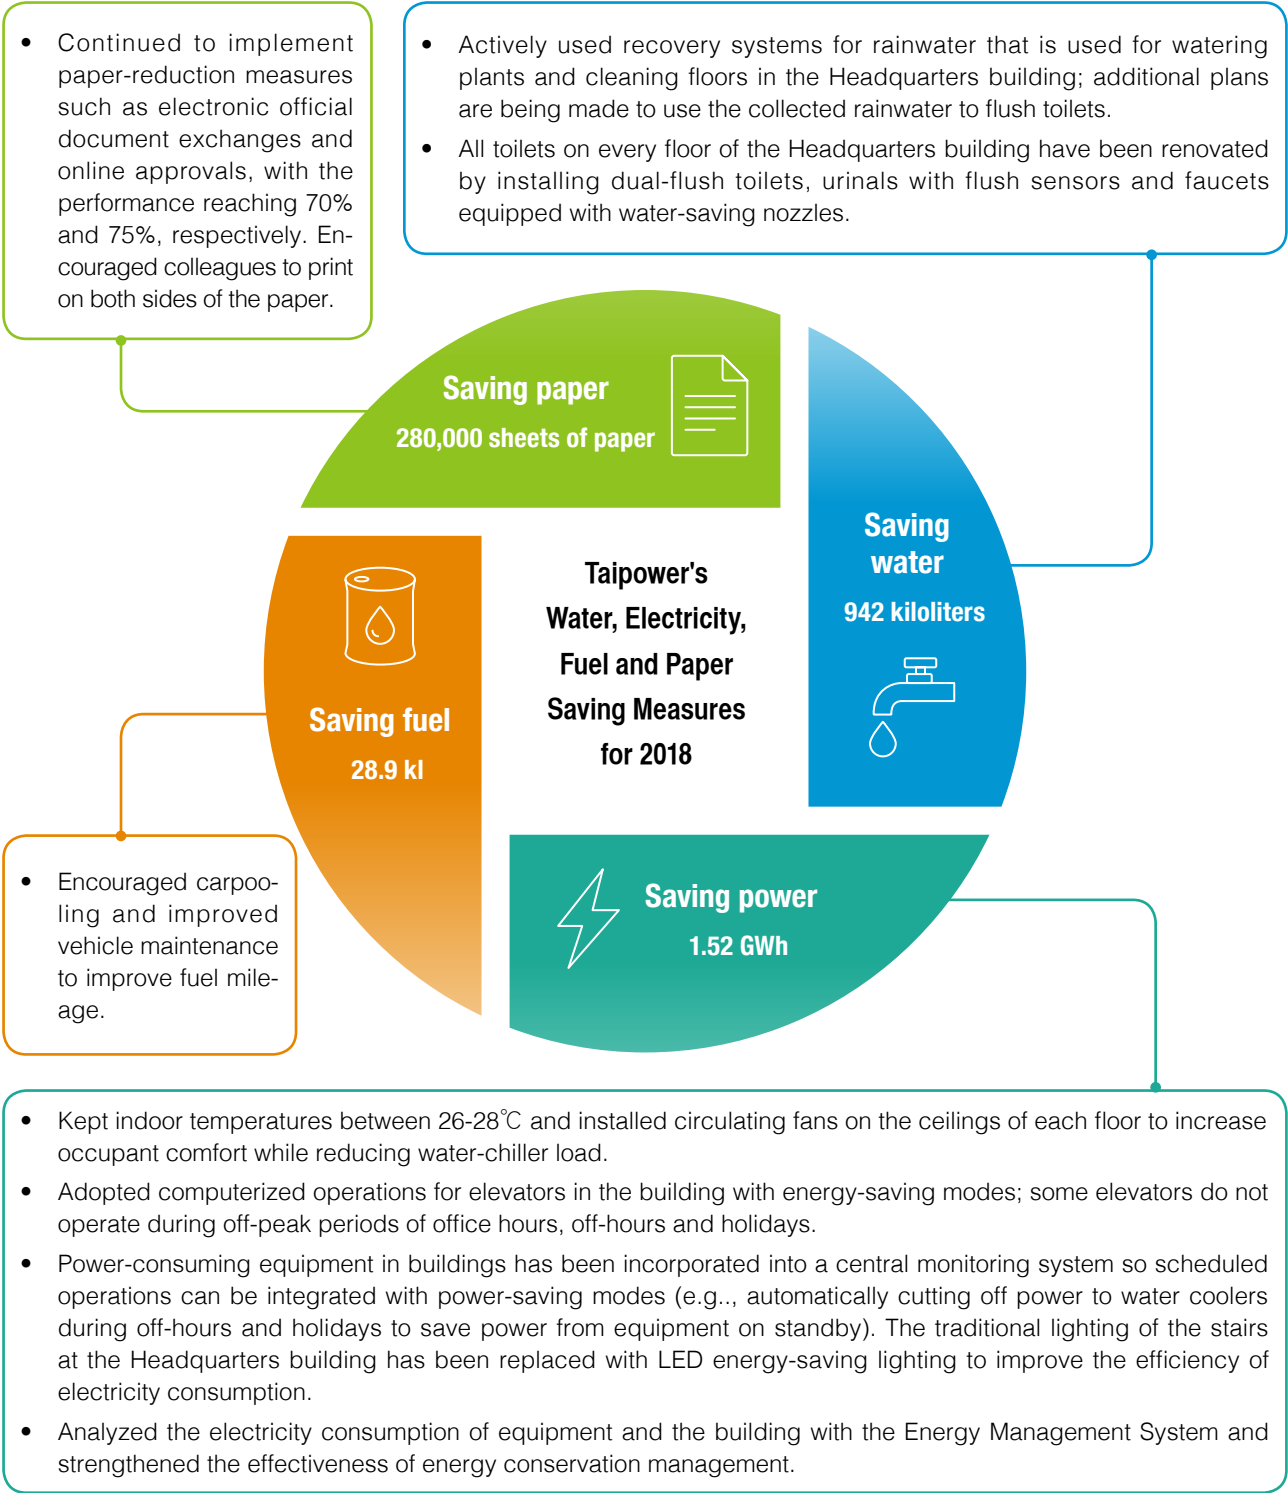 • Continued to implement
paper-reduction measures
such as electronic official
document exchanges and
online approvals, with the
performance reaching 70%
and 75%, respectively. En-
couraged colleagues to print
on both sides of the paper.
• Actively used recovery systems for rainwater that is used for watering
plants and cleaning floors in the Headquarters building; additional plans
are being made to use the collected rainwater to flush toilets.
• All toilets on every floor of the Headquarters building have been renovated
by installing dual-flush toilets, urinals with flush sensors and faucets
equipped with water-saving nozzles.
Saving paper
280,000 sheets of paper
Saving
water
942 kiloliters
Taipower's
Water, Electricity,
Fuel and Paper
Saving Measures
for 2018
Saving fuel
28.9 kl
Saving power
1.52 GWh
• Encouraged carpoo-
ling and improved
vehicle maintenance
to improve fuel mile-
age.
• Kept indoor temperatures between 26-28℃ and installed circulating fans on the ceilings of each floor to increase
occupant comfort while reducing water-chiller load.
• Adopted computerized operations for elevators in the building with energy-saving modes; some elevators do not
operate during off-peak periods of office hours, off-hours and holidays.
• Power-consuming equipment in buildings has been incorporated into a central monitoring system so scheduled
operations can be integrated with power-saving modes (e.g.., automatically cutting off power to water coolers
during off-hours and holidays to save power from equipment on standby). The traditional lighting of the stairs
at the Headquarters building has been replaced with LED energy-saving lighting to improve the efficiency of
electricity consumption.
• Analyzed the electricity consumption of equipment and the building with the Energy Management System and
strengthened the effectiveness of energy conservation management.